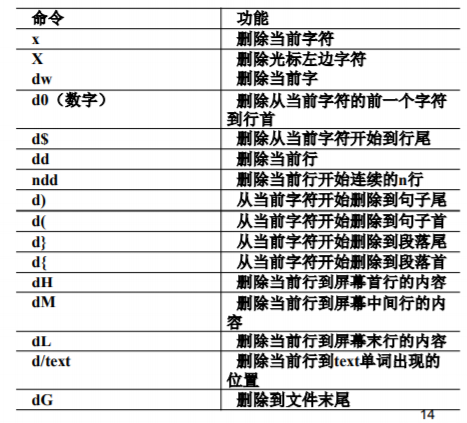 命令 功能
x 删除当前字符
X 删除光标左边字符
dw 删除当前字
d0（数字） 删除从当前字符的前一个字符
到行首
d$ 删除从当前字符开始到行尾
dd 删除当前行
ndd 删除当前行开始连续的n行
d) 从当前字符开始删除到句子尾
d( 从当前字符开始删除到句子首
d} 从当前字符开始删除到段落尾
d{ 从当前字符开始删除到段落首
dH 删除当前行到屏幕首行的内容
dM 删除当前行到屏幕中间行的内
容
dL 删除当前行到屏幕末行的内容
d/text 删除当前行到text单词出现的
位置
dG 删除到文件末尾
14